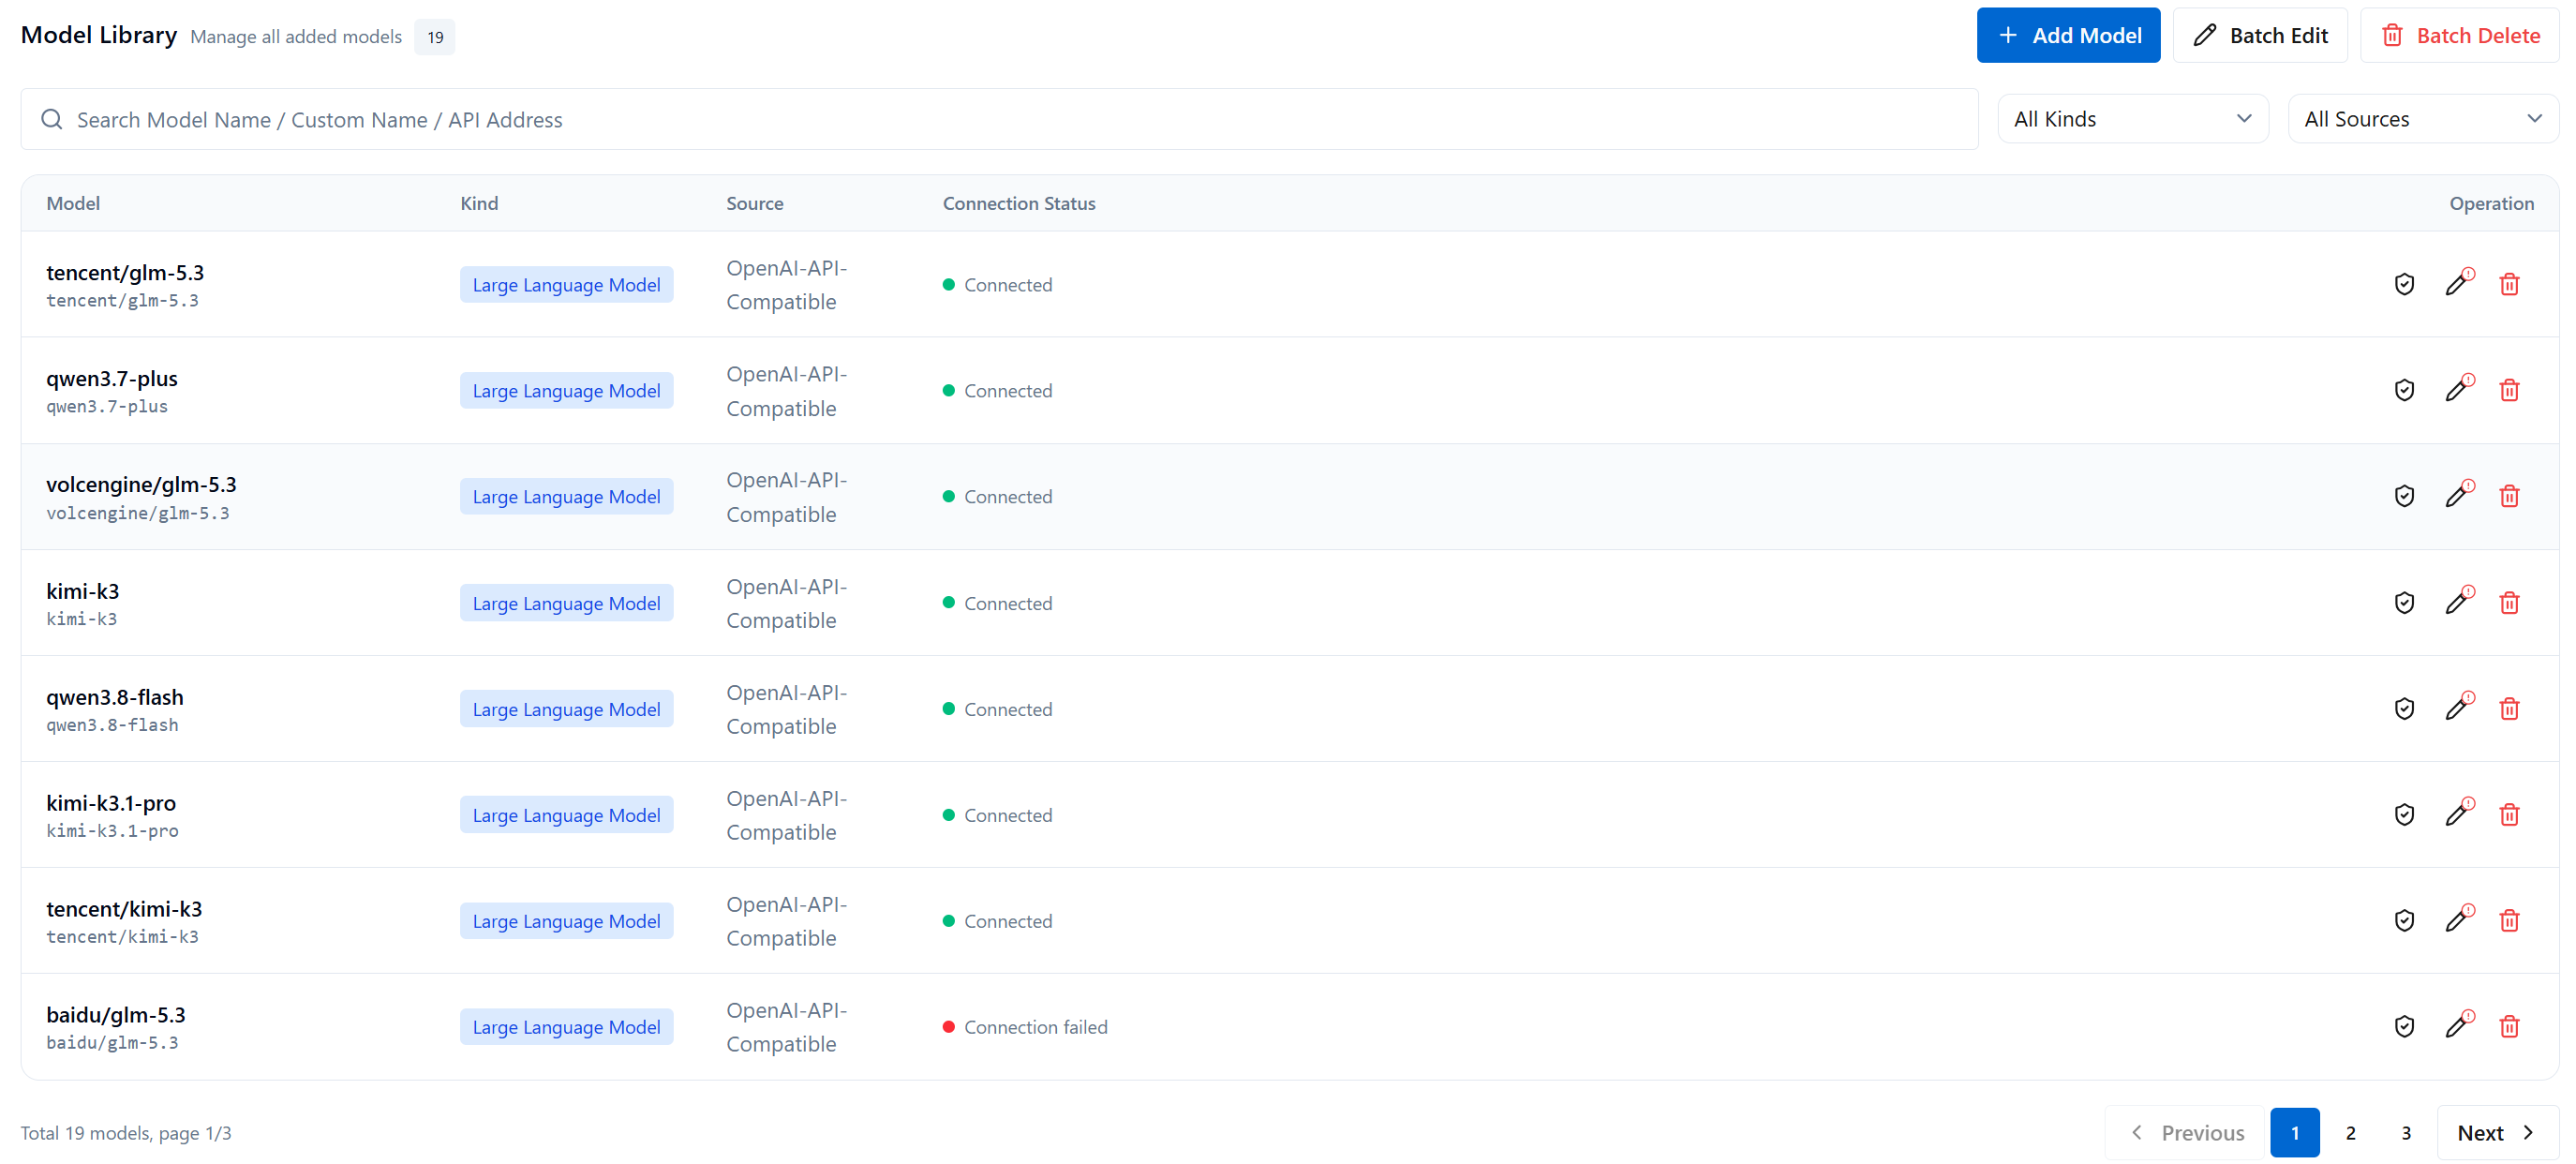 Model Library Manage all added models 19
Add Model Batch Edit Batch Delete
Search Model Name / Custom Name / API Address
All Kinds All Sources
Model Kind Source Connection Status Operation
tencent/glm-5.3
tencent/glm-5.3
Large Language Model
OpenAI-API-
Compatible
Connected
qwen3.7-plus
qwen3.7-plus
Large Language Model
OpenAI-API-
Compatible
Connected
volcengine/glm-5.3
volcengine/glm-5.3
Large Language Model
OpenAI-API-
Compatible
Connected
kimi-k3
kimi-k3
Large Language Model
OpenAI-API-
Compatible
Connected
qwen3.8-flash
qwen3.8-flash
Large Language Model
OpenAI-API-
Compatible
Connected
kimi-k3.1-pro
kimi-k3.1-pro
Large Language Model
OpenAI-API-
Compatible
Connected
tencent/kimi-k3
tencent/kimi-k3
Large Language Model
OpenAI-API-
Compatible
Connected
baidu/glm-5.3
baidu/glm-5.3
Large Language Model
OpenAI-API-
Compatible
Connection failed
Total 19 models, page 1/3
Previous 1 2 3 Next